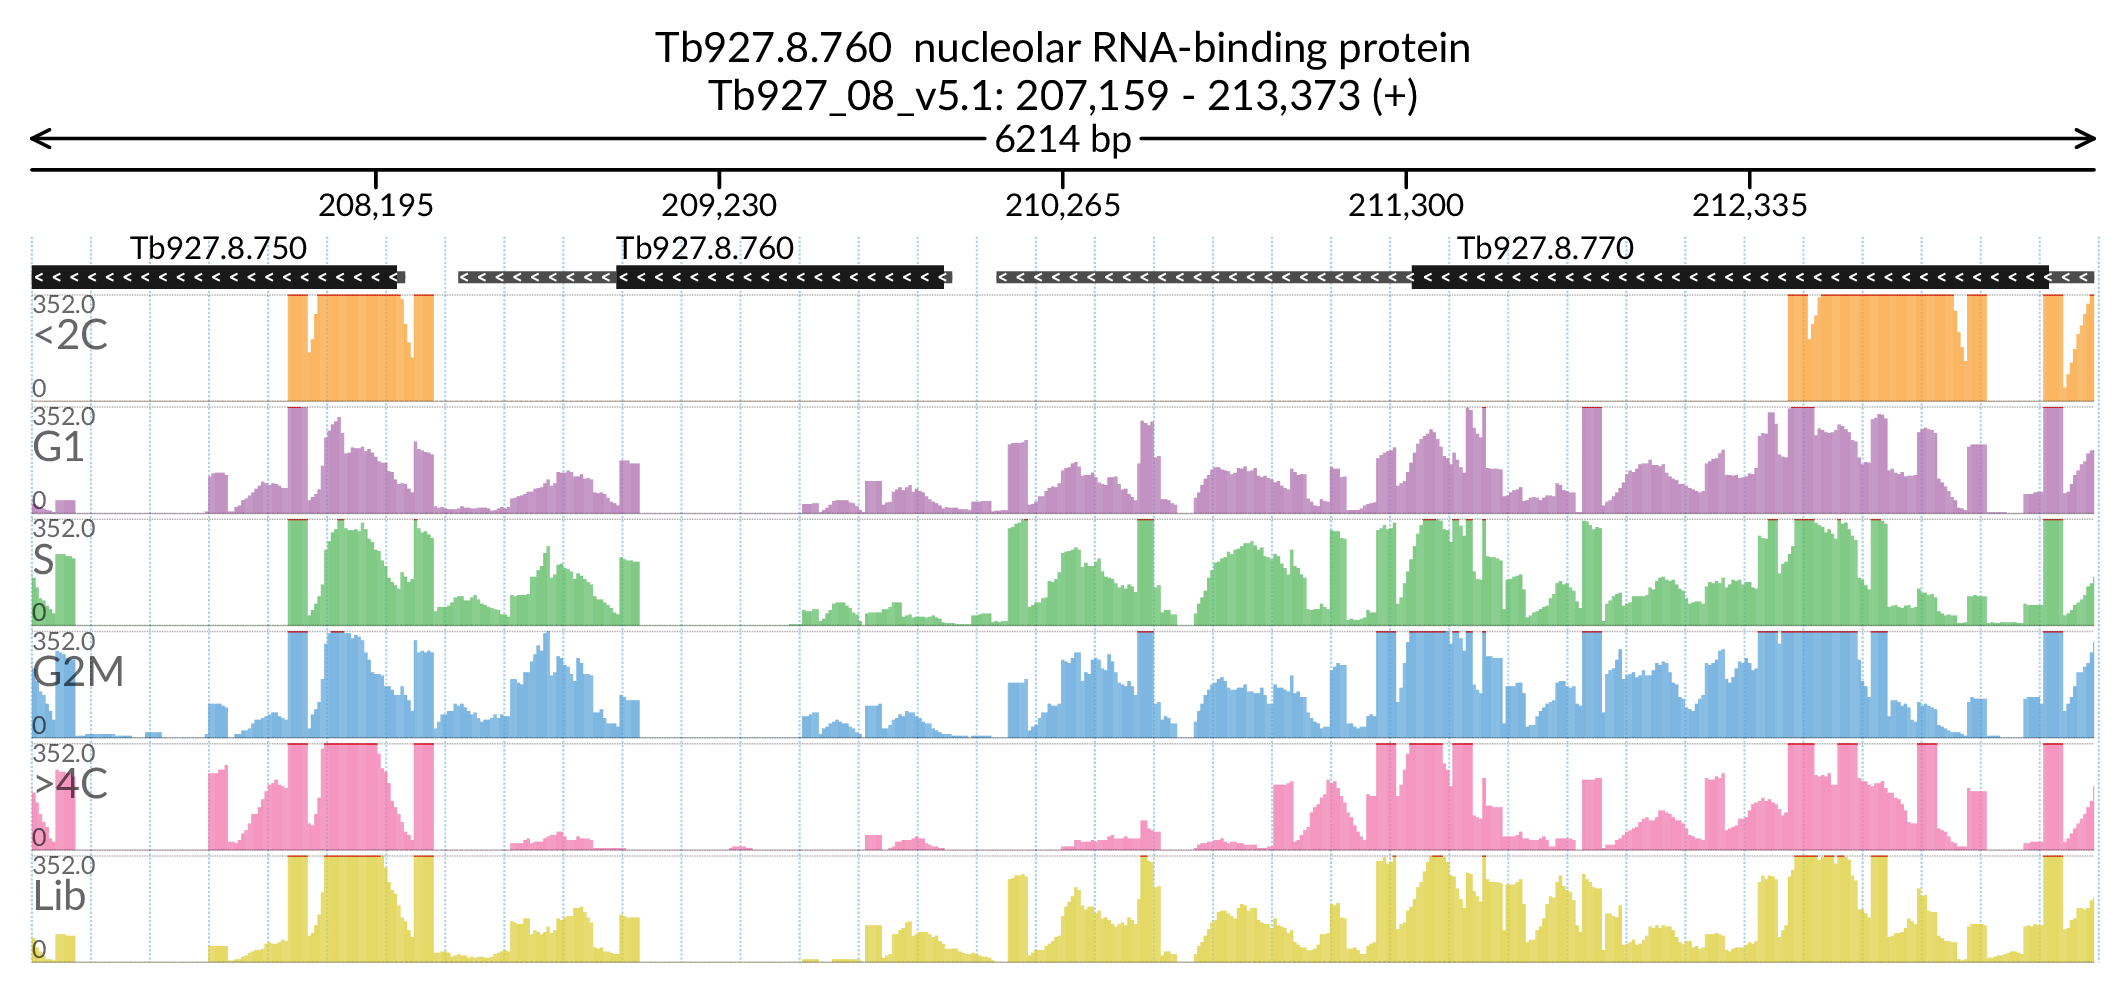 Tb927.8.760  nucleolar RNA-binding protein
Tb927_08_v5.1: 207,159 - 213,373 (+)
6214 bp
208,195 209,230 210,265 211,300 212,335
Tb927.8.750 Tb927.8.760 Tb927.8.770
352.0
<2C
0
352.0
G1
0
352.0
S
0
352.0
G2M
0
352.0
>4C
0
352.0
Lib
0